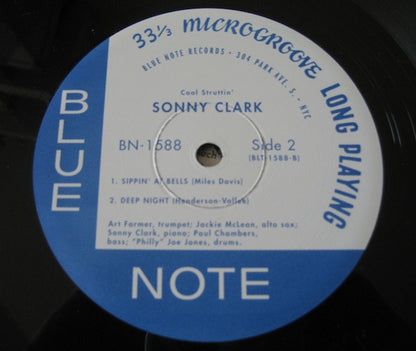 33⅓ MICROGROOVE LONG PLAYING
BLUE NOTE RECORDS • 304 PARK AVE. S. • NYC
Cool Struttin'
SONNY CLARK
BN-1588 Side 2
(BLT-1588-B)
1. SIPPIN' AT BELLS (Miles Davis)
2. DEEP NIGHT (Henderson-Vallee)
Art Farmer, trumpet; Jackie McLean, alto sax;
Sonny Clark, piano; Paul Chambers,
bass; "Philly" Joe Jones, drums.
BLUE
NOTE